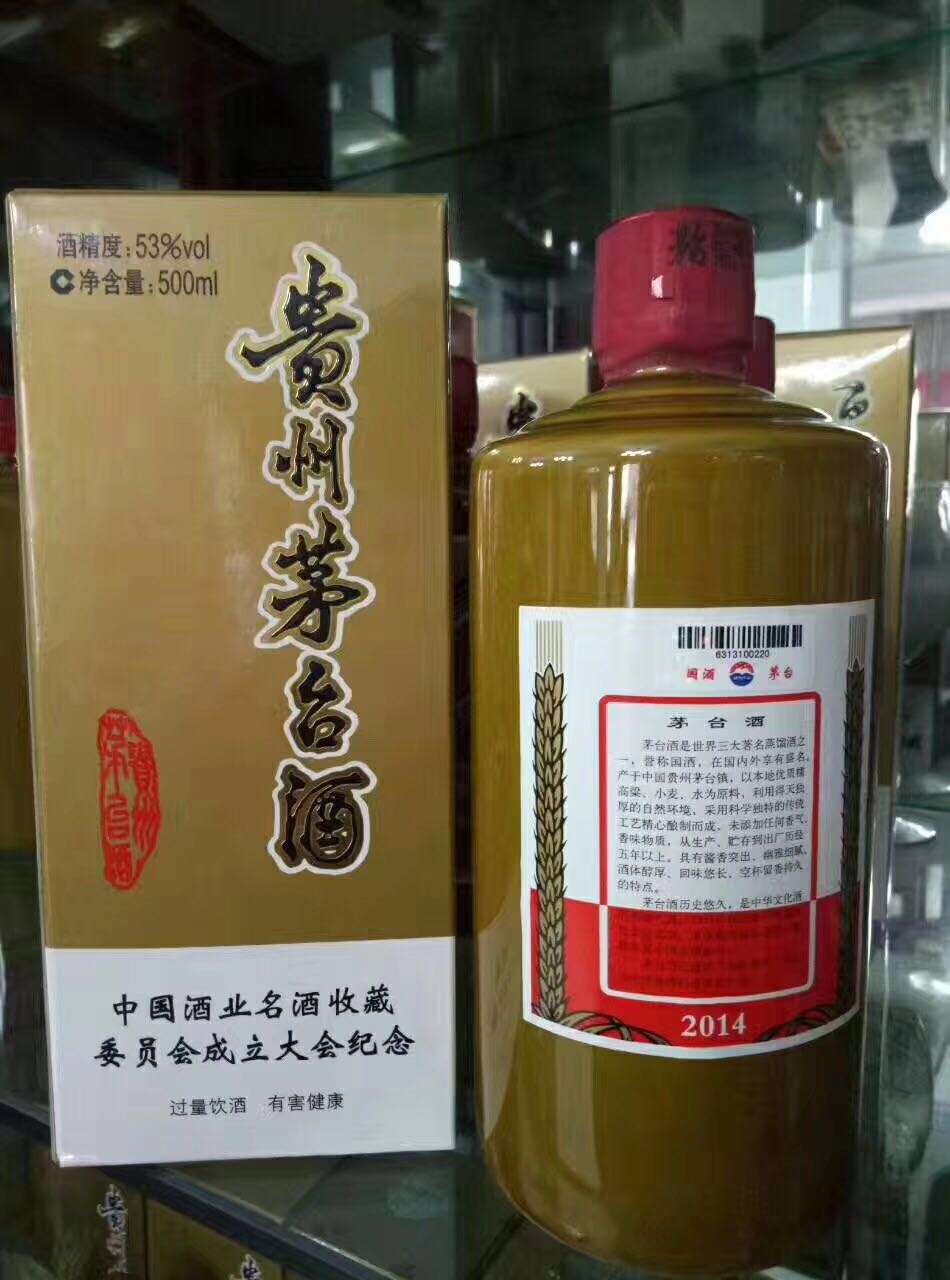 酒精度:53%vol
净含量:500ml
贵州茅台酒
贵州
茅台酒
中国酒业名酒收藏
委员会成立大会纪念
过量饮酒 有害健康
6313100220
国酒 茅台
茅台酒
茅台酒是世界三大著名蒸馏酒之
一，誉称国酒，在国内外享有盛名。
产于中国贵州茅台镇，以本地优质糯
高粱、小麦、水为原料，利用得天独
厚的自然环境，采用科学独特的传统
工艺精心酿制而成，未添加任何香气、
香味物质，从生产、贮存到出厂历经
五年以上。具有酱香突出、幽雅细腻、
酒体醇厚、回味悠长、空杯留香持久
的特点。
茅台酒历史悠久，是中华文化酒
2014
贵州